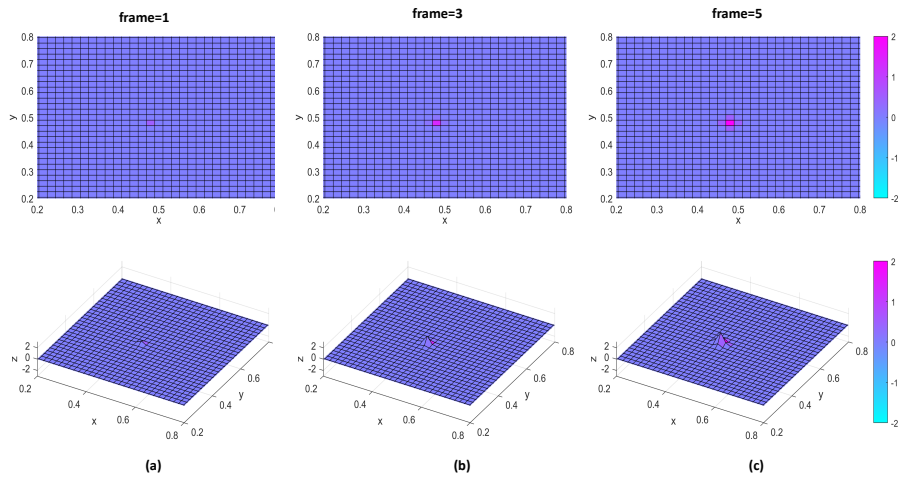 frame=1 frame=3 frame=5
0.8 0.8 0.8 2
0.7 0.7 0.7 1
0.6 0.6 0.6
y 0.5 y 0.5 y 0.5 0
0.4 0.4 0.4
0.3 0.3 0.3 -1
0.2 0.2 0.2 -2
0.2 0.3 0.4 0.5 0.6 0.7 0.2 0.3 0.4 0.5 0.6 0.7 0.8 0.2 0.3 0.4 0.5 0.6 0.7 0.8
x x x
2
1
z 2 0 -2 z 2 0 -2 z 2 0 -2 0
0.8 0.8
0.6 0.6 0.6
0.2 y 0.2 y 0.2 y -1
0.4 0.4 0.4 0.4 0.4 0.4
x 0.6 x 0.6 x 0.6 -2
0.8 0.2 0.8 0.2 0.8 0.2
(a) (b) (c)